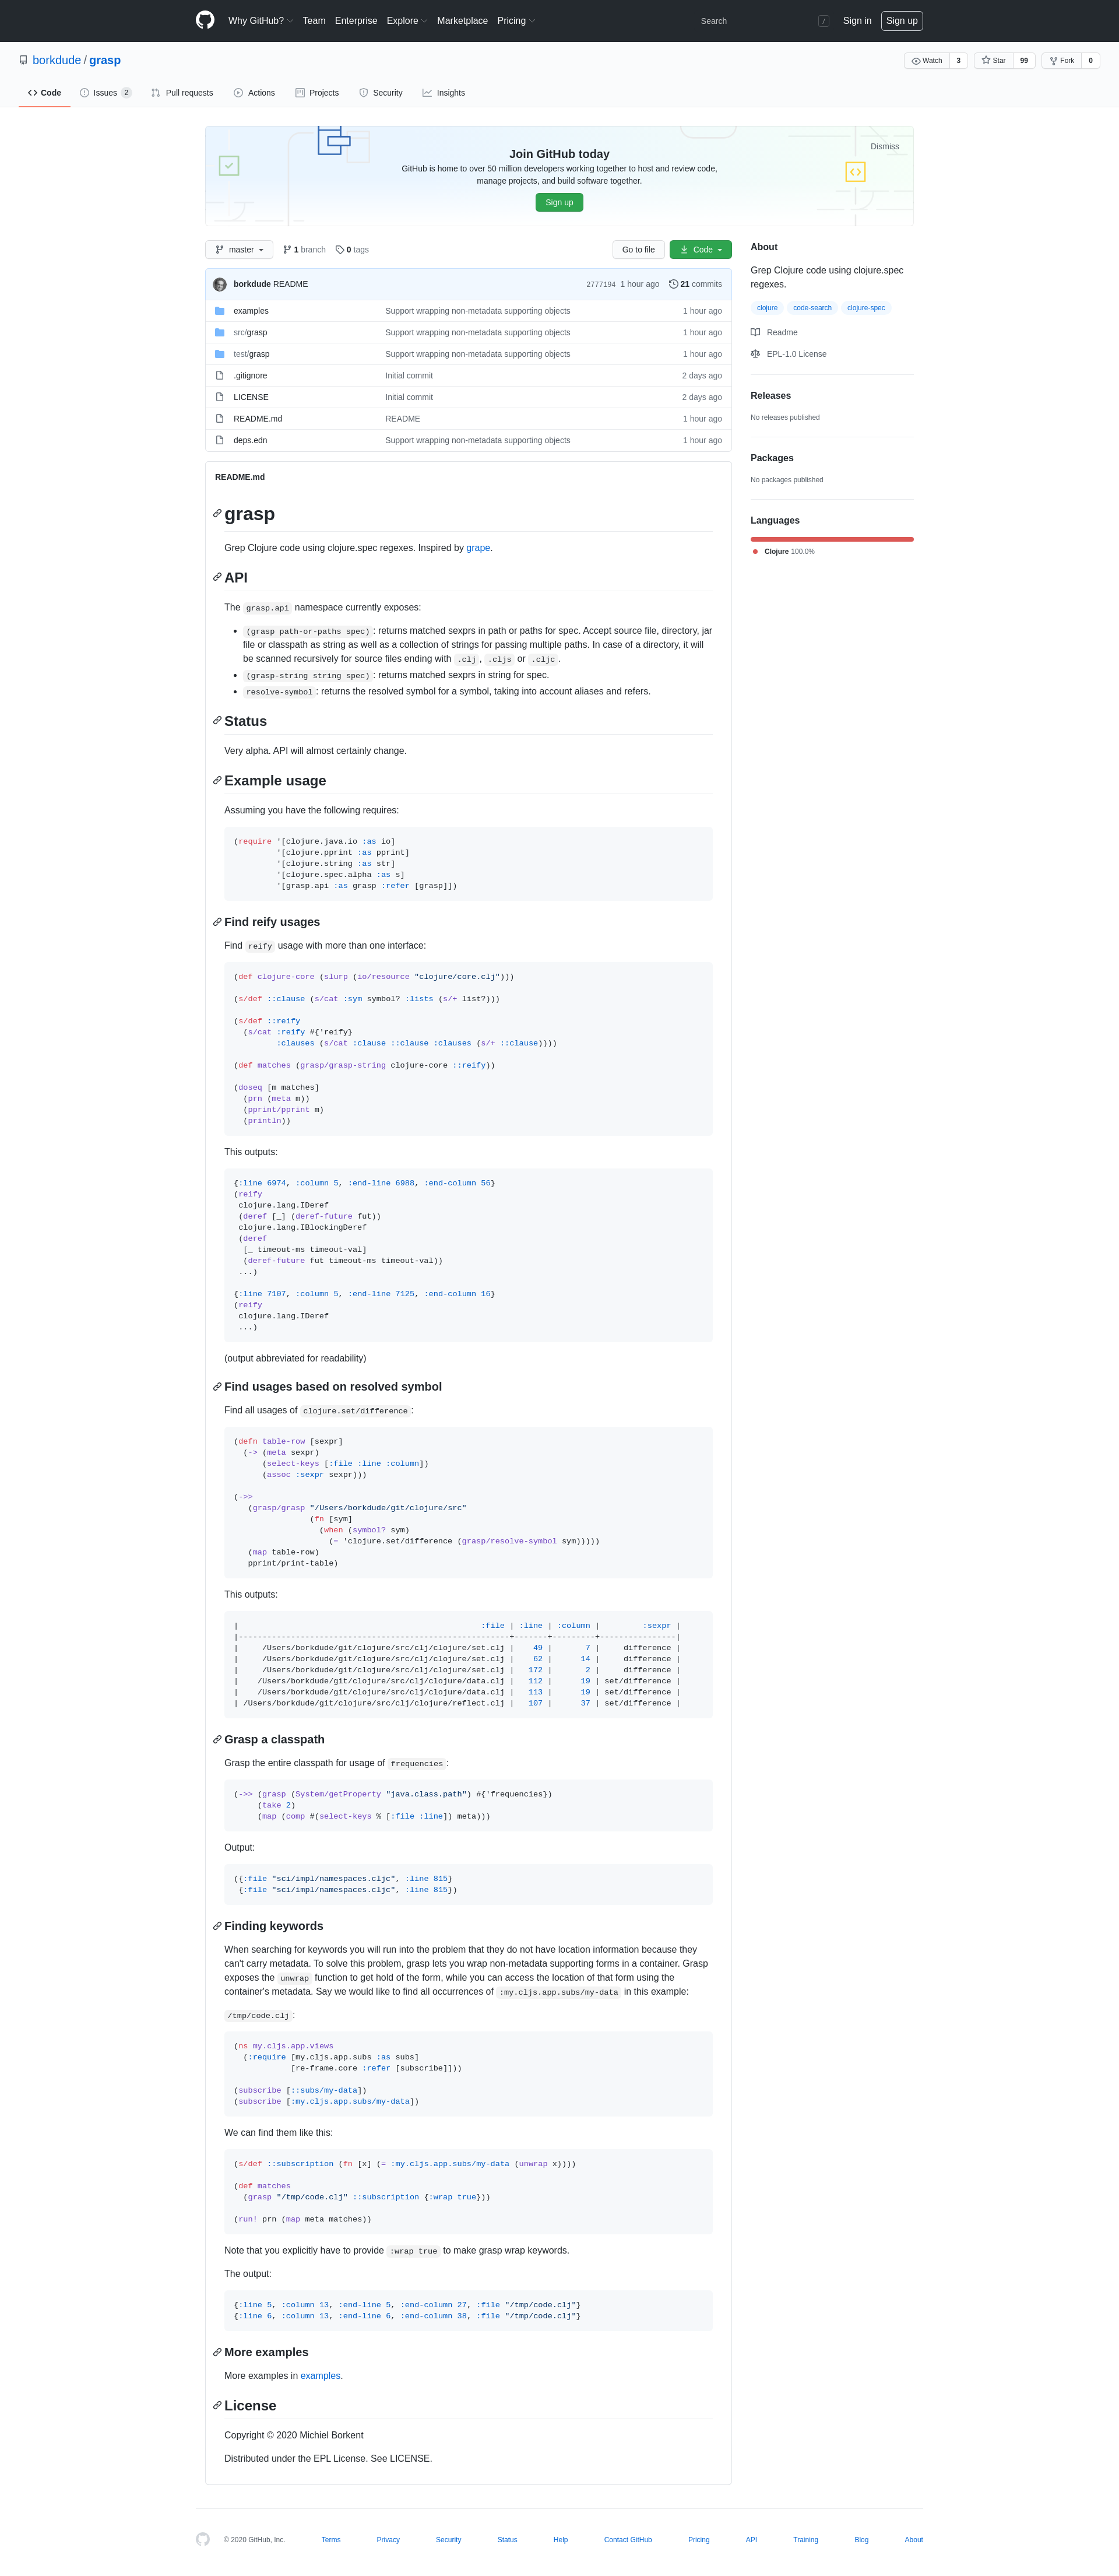 Why GitHub? Team Enterprise Explore Marketplace Pricing Search / Sign in Sign up
borkdude / grasp
Watch 3 Star 99 Fork 0
Code Issues 2 Pull requests Actions Projects Security Insights
Dismiss
Join GitHub today
GitHub is home to over 50 million developers working together to host and review code,
manage projects, and build software together.
Sign up
master 1 branch 0 tags Go to file Code
borkdude README 2777194 1 hour ago 21 commits
examples Support wrapping non-metadata supporting objects 1 hour ago
src/grasp Support wrapping non-metadata supporting objects 1 hour ago
test/grasp Support wrapping non-metadata supporting objects 1 hour ago
.gitignore Initial commit 2 days ago
LICENSE Initial commit 2 days ago
README.md README 1 hour ago
deps.edn Support wrapping non-metadata supporting objects 1 hour ago
About
Grep Clojure code using clojure.spec
regexes.
clojure code-search clojure-spec
Readme
EPL-1.0 License
Releases
No releases published
Packages
No packages published
Languages
Clojure 100.0%
README.md
grasp
Grep Clojure code using clojure.spec regexes. Inspired by grape.
API
The grasp.api namespace currently exposes:
• (grasp path-or-paths spec) : returns matched sexprs in path or paths for spec. Accept source file, directory, jar
file or classpath as string as well as a collection of strings for passing multiple paths. In case of a directory, it will
be scanned recursively for source files ending with .clj , .cljs or .cljc .
• (grasp-string string spec) : returns matched sexprs in string for spec.
• resolve-symbol : returns the resolved symbol for a symbol, taking into account aliases and refers.
Status
Very alpha. API will almost certainly change.
Example usage
Assuming you have the following requires:
(require '[clojure.java.io :as io]
         '[clojure.pprint :as pprint]
         '[clojure.string :as str]
         '[clojure.spec.alpha :as s]
         '[grasp.api :as grasp :refer [grasp]])
Find reify usages
Find reify usage with more than one interface:
(def clojure-core (slurp (io/resource "clojure/core.clj")))
(s/def ::clause (s/cat :sym symbol? :lists (s/+ list?)))
(s/def ::reify
  (s/cat :reify #{'reify}
         :clauses (s/cat :clause ::clause :clauses (s/+ ::clause))))
(def matches (grasp/grasp-string clojure-core ::reify))
(doseq [m matches]
  (prn (meta m))
  (pprint/pprint m)
  (println))
This outputs:
{:line 6974, :column 5, :end-line 6988, :end-column 56}
(reify
 clojure.lang.IDeref
 (deref [_] (deref-future fut))
 clojure.lang.IBlockingDeref
 (deref
  [_ timeout-ms timeout-val]
  (deref-future fut timeout-ms timeout-val))
 ...)
{:line 7107, :column 5, :end-line 7125, :end-column 16}
(reify
 clojure.lang.IDeref
 ...)
(output abbreviated for readability)
Find usages based on resolved symbol
Find all usages of clojure.set/difference :
(defn table-row [sexpr]
  (-> (meta sexpr)
      (select-keys [:file :line :column])
      (assoc :sexpr sexpr)))
(->>
   (grasp/grasp "/Users/borkdude/git/clojure/src"
                (fn [sym]
                  (when (symbol? sym)
                    (= 'clojure.set/difference (grasp/resolve-symbol sym)))))
   (map table-row)
   pprint/print-table)
This outputs:
|                                                   :file | :line | :column |         :sexpr |
|---------------------------------------------------------+-------+---------+----------------|
|     /Users/borkdude/git/clojure/src/clj/clojure/set.clj |    49 |       7 |     difference |
|     /Users/borkdude/git/clojure/src/clj/clojure/set.clj |    62 |      14 |     difference |
|     /Users/borkdude/git/clojure/src/clj/clojure/set.clj |   172 |       2 |     difference |
|    /Users/borkdude/git/clojure/src/clj/clojure/data.clj |   112 |      19 | set/difference |
|    /Users/borkdude/git/clojure/src/clj/clojure/data.clj |   113 |      19 | set/difference |
| /Users/borkdude/git/clojure/src/clj/clojure/reflect.clj |   107 |      37 | set/difference |
Grasp a classpath
Grasp the entire classpath for usage of frequencies :
(->> (grasp (System/getProperty "java.class.path") #{'frequencies})
     (take 2)
     (map (comp #(select-keys % [:file :line]) meta)))
Output:
({:file "sci/impl/namespaces.cljc", :line 815}
 {:file "sci/impl/namespaces.cljc", :line 815})
Finding keywords
When searching for keywords you will run into the problem that they do not have location information because they
can't carry metadata. To solve this problem, grasp lets you wrap non-metadata supporting forms in a container. Grasp
exposes the unwrap function to get hold of the form, while you can access the location of that form using the
container's metadata. Say we would like to find all occurrences of :my.cljs.app.subs/my-data in this example:
/tmp/code.clj :
(ns my.cljs.app.views
  (:require [my.cljs.app.subs :as subs]
            [re-frame.core :refer [subscribe]]))
(subscribe [::subs/my-data])
(subscribe [:my.cljs.app.subs/my-data])
We can find them like this:
(s/def ::subscription (fn [x] (= :my.cljs.app.subs/my-data (unwrap x))))
(def matches
  (grasp "/tmp/code.clj" ::subscription {:wrap true}))
(run! prn (map meta matches))
Note that you explicitly have to provide :wrap true to make grasp wrap keywords.
The output:
{:line 5, :column 13, :end-line 5, :end-column 27, :file "/tmp/code.clj"}
{:line 6, :column 13, :end-line 6, :end-column 38, :file "/tmp/code.clj"}
More examples
More examples in examples.
License
Copyright © 2020 Michiel Borkent
Distributed under the EPL License. See LICENSE.
© 2020 GitHub, Inc. Terms Privacy Security Status Help Contact GitHub Pricing API Training Blog About